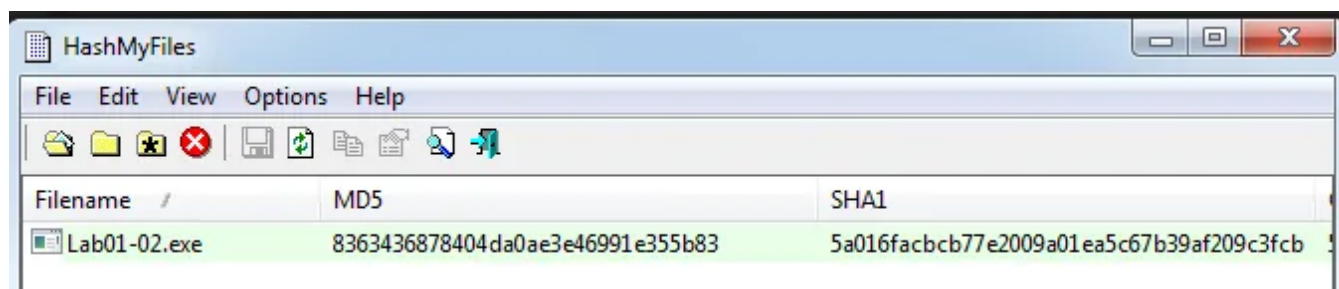 HashMyFiles
File Edit View Options Help
Filename / MD5 SHA1
Lab01-02.exe 8363436878404da0ae3e46991e355b83 5a016facbcb77e2009a01ea5c67b39af209c3fcb